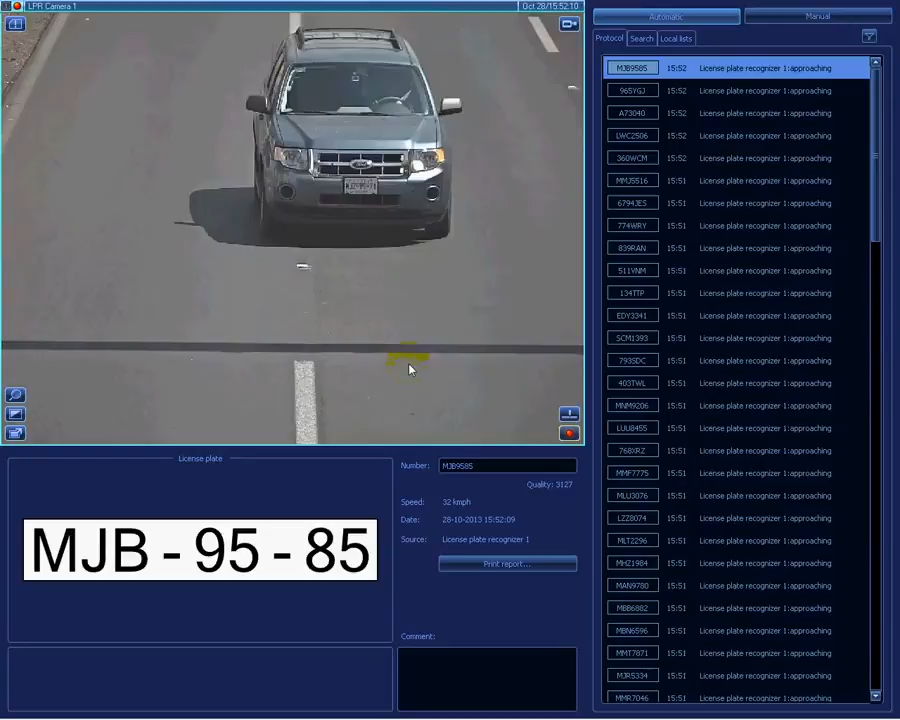 LPR Camera 1
Oct 28/15:52:10
Automatic
Manual
Protocol
Search
Local lists
MJB9585 15:52 License plate recognizer 1:approaching
965YGJ 15:52 License plate recognizer 1:approaching
A73040 15:52 License plate recognizer 1:approaching
LWC2506 15:52 License plate recognizer 1:approaching
360WCM 15:52 License plate recognizer 1:approaching
MMJ5516 15:51 License plate recognizer 1:approaching
6794JES 15:51 License plate recognizer 1:approaching
774WRY 15:51 License plate recognizer 1:approaching
839RAN 15:51 License plate recognizer 1:approaching
511VNM 15:51 License plate recognizer 1:approaching
134TTP 15:51 License plate recognizer 1:approaching
EDY3341 15:51 License plate recognizer 1:approaching
SCM1393 15:51 License plate recognizer 1:approaching
793SDC 15:51 License plate recognizer 1:approaching
403TWL 15:51 License plate recognizer 1:approaching
MNM9206 15:51 License plate recognizer 1:approaching
LUU8455 15:51 License plate recognizer 1:approaching
768XRZ 15:51 License plate recognizer 1:approaching
MMF7775 15:51 License plate recognizer 1:approaching
MLU3076 15:51 License plate recognizer 1:approaching
LZZ8074 15:51 License plate recognizer 1:approaching
MLT2296 15:51 License plate recognizer 1:approaching
MHZ1984 15:51 License plate recognizer 1:approaching
MAN9780 15:51 License plate recognizer 1:approaching
MBB6882 15:51 License plate recognizer 1:approaching
MBN6596 15:51 License plate recognizer 1:approaching
MMT7871 15:51 License plate recognizer 1:approaching
MJR5334 15:51 License plate recognizer 1:approaching
MMR7046 15:51 License plate recognizer 1:approaching
License plate
MJB - 95 - 85
Number: MJB9585
Quality: 3127
Speed: 32 kmph
Date: 28-10-2013 15:52:09
Source: License plate recognizer 1
Print report...
Comment: